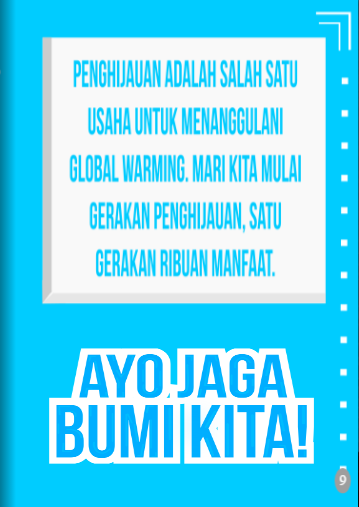 PENGHIJAUAN ADALAH SALAH SATU
USAHA UNTUK MENANGGULANI
GLOBAL WARMING. MARI KITA MULAI
GERAKAN PENGHIJAUAN, SATU
GERAKAN RIBUAN MANFAAT.
AYO JAGA
BUMI KITA!
9